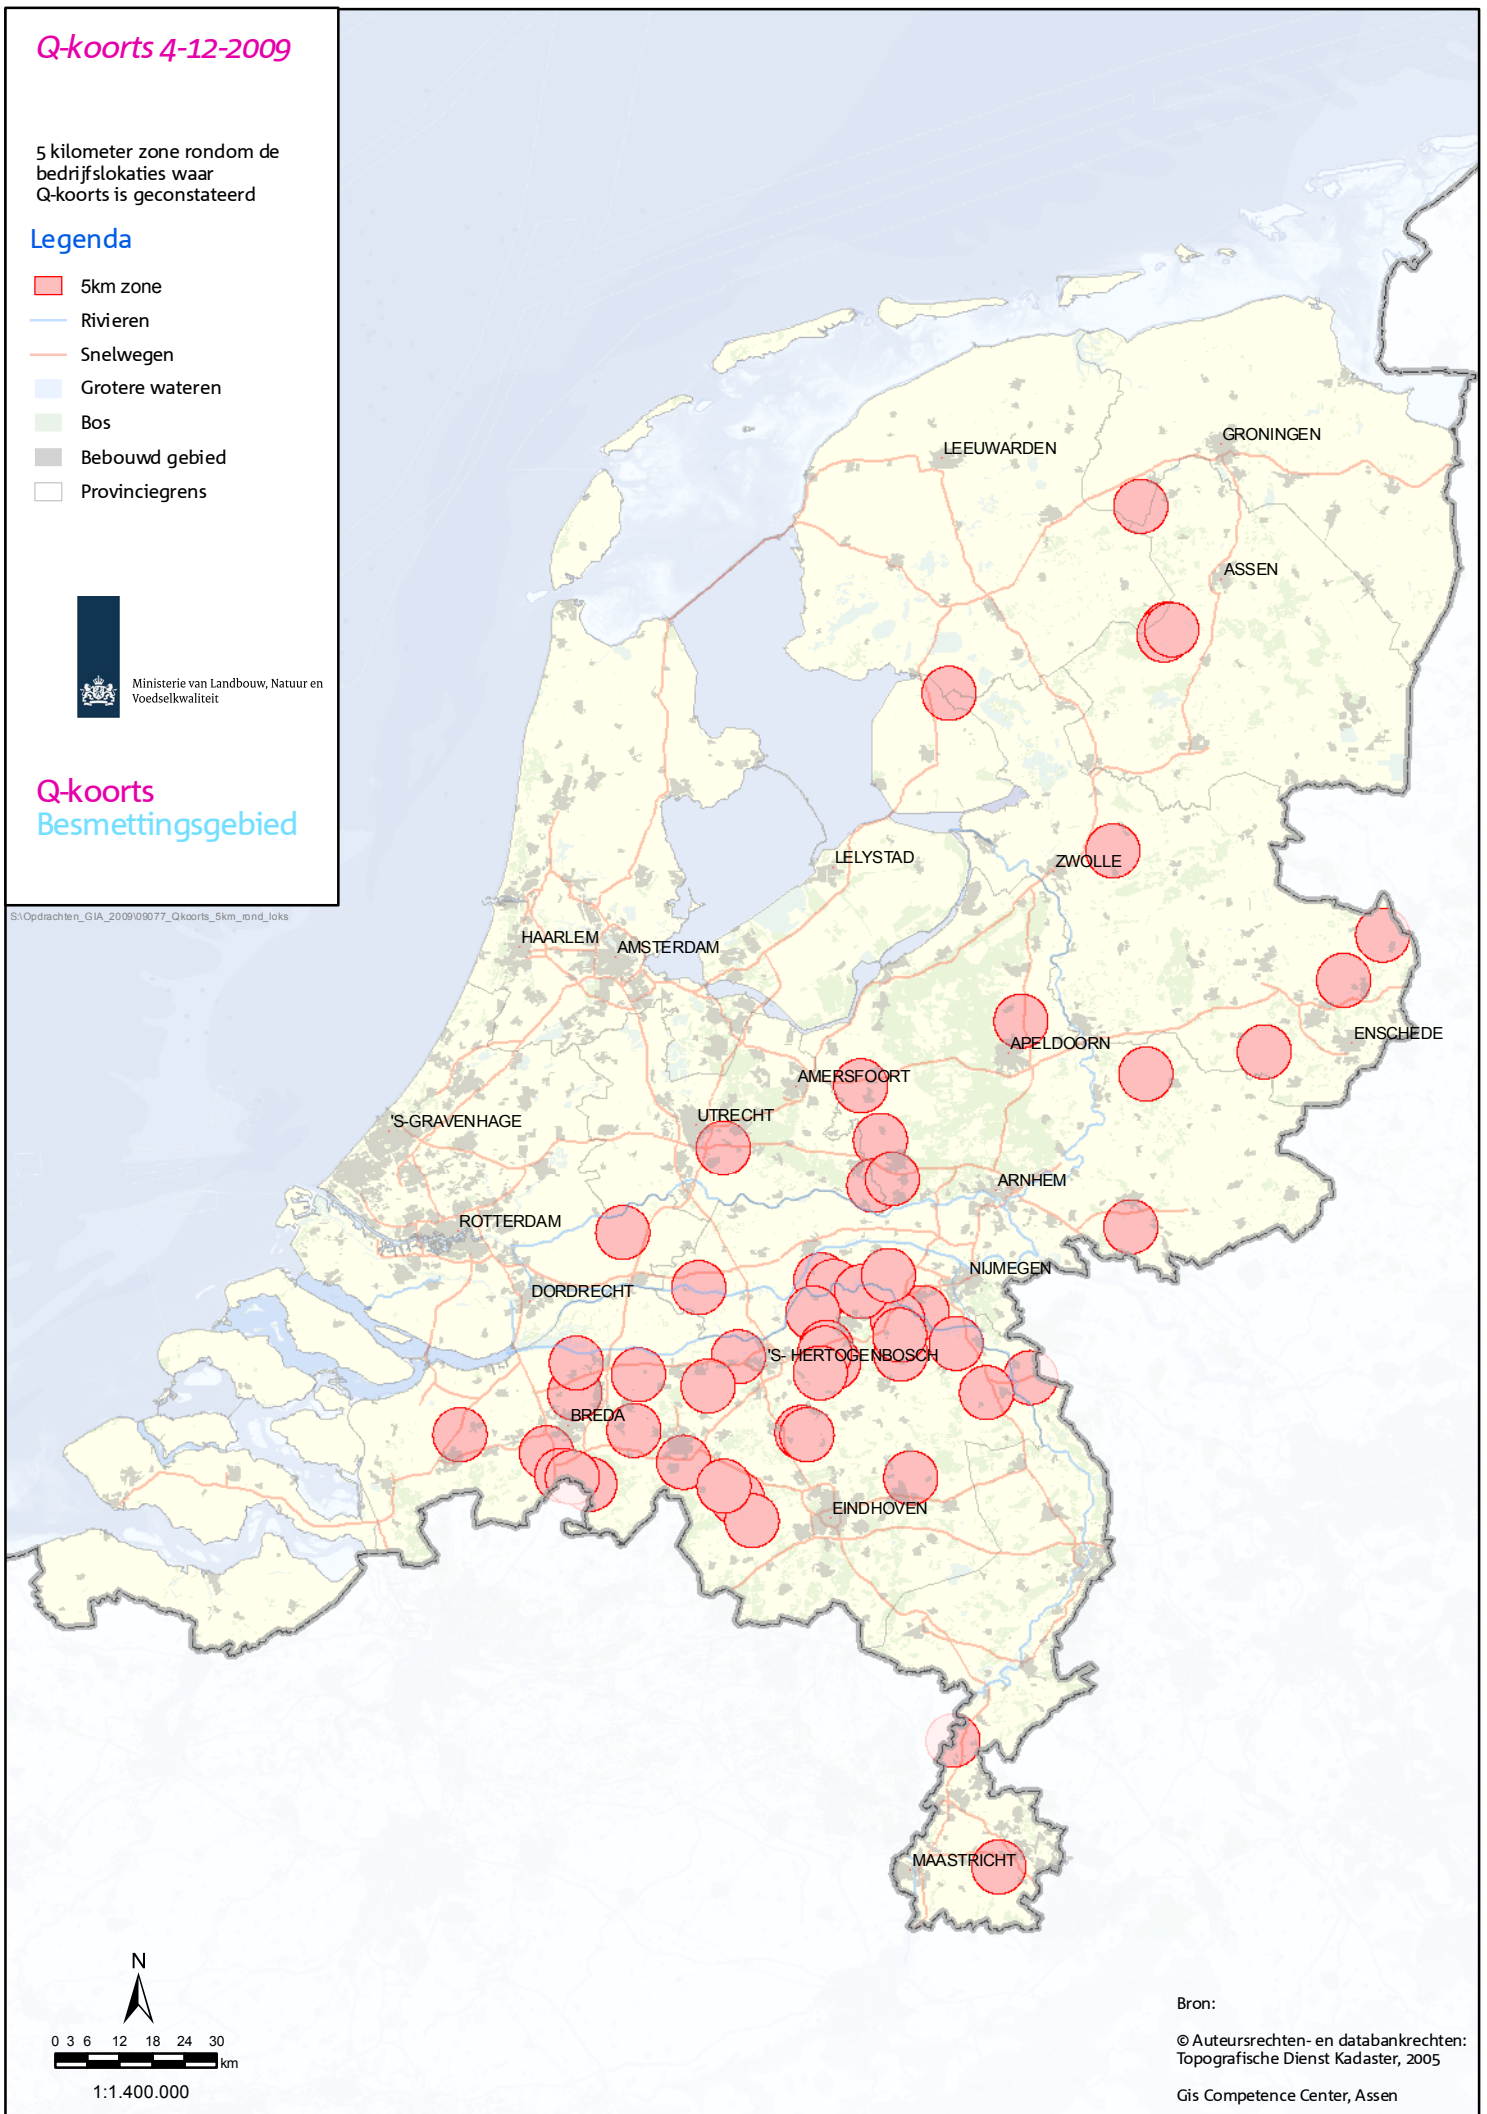 Q-koorts 4-12-2009
5 kilometer zone rondom de
bedrijfslokaties waar
Q-koorts is geconstateerd
Legenda
5km zone
Rivieren
Snelwegen
Grotere wateren
Bos
Bebouwd gebied
Provinciegrens
Ministerie van Landbouw, Natuur en
Voedselkwaliteit
Q-koorts
Besmettingsgebied
S:\Opdrachten_GIA_2009\09077_Qkoorts_5km_rond_loks
GRONINGEN
LEEUWARDEN
ASSEN
LELYSTAD
ZWOLLE
HAARLEM
AMSTERDAM
ENSCHEDE
APELDOORN
AMERSFOORT
UTRECHT
'S-GRAVENHAGE
ARNHEM
ROTTERDAM
NIJMEGEN
DORDRECHT
'S- HERTOGENBOSCH
BREDA
EINDHOVEN
MAASTRICHT
N
0 3 6 12 18 24 30
km
1:1.400.000
Bron:
© Auteursrechten- en databankrechten:
Topografische Dienst Kadaster, 2005
Gis Competence Center, Assen